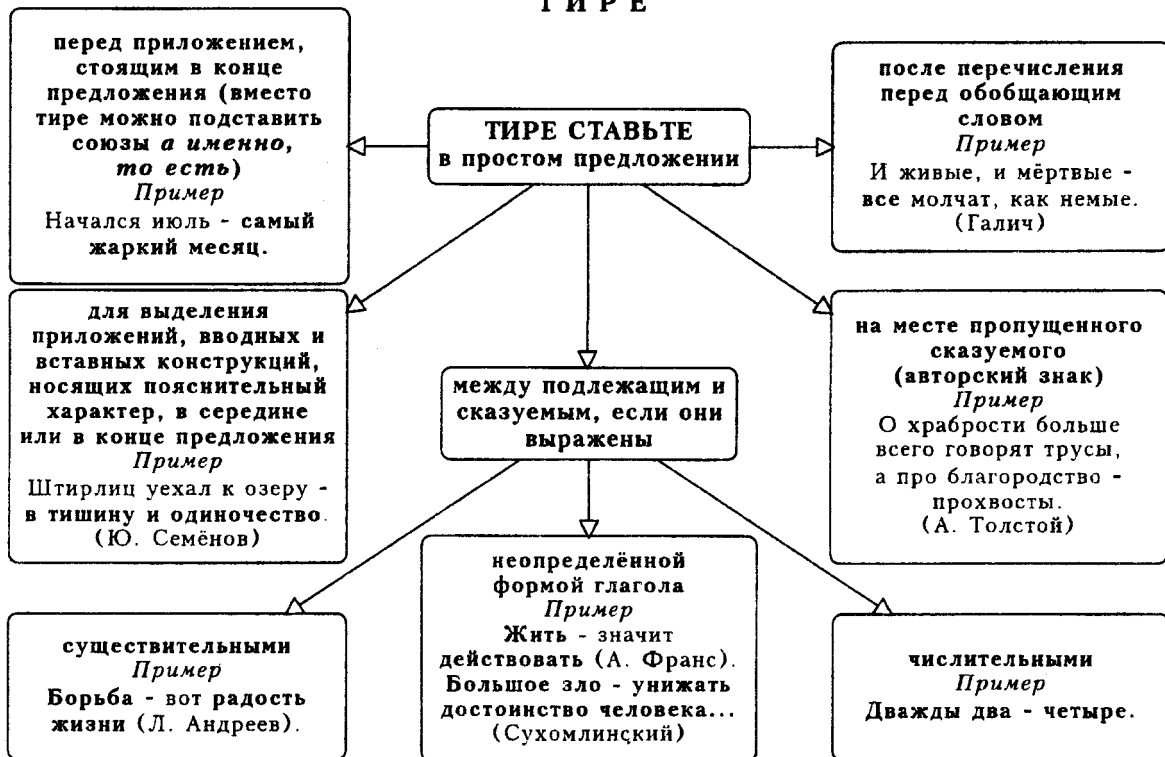 ТИРЕ
перед приложением,
стоящим в конце
предложения (вместо
тире можно подставить
союзы а именно,
то есть)
Пример
Начался июль - самый
жаркий месяц.
ТИРЕ СТАВЬТЕ
в простом предложении
после перечисления
перед обобщающим
словом
Пример
И живые, и мёртвые -
все молчат, как немые.
(Галич)
для выделения
приложений, вводных и
вставных конструкций,
носящих пояснительный
характер, в середине
или в конце предложения
Пример
Штирлиц уехал к озеру -
в тишину и одиночество.
(Ю. Семёнов)
между подлежащим и
сказуемым, если они
выражены
на месте пропущенного
сказуемого
(авторский знак)
Пример
О храбрости больше
всего говорят трусы,
а про благородство -
прохвосты.
(А. Толстой)
существительными
Пример
Борьба - вот радость
жизни (Л. Андреев).
неопределённой
формой глагола
Пример
Жить - значит
действовать (А. Франс).
Большое зло - унижать
достоинство человека...
(Сухомлинский)
числительными
Пример
Дважды два - четыре.